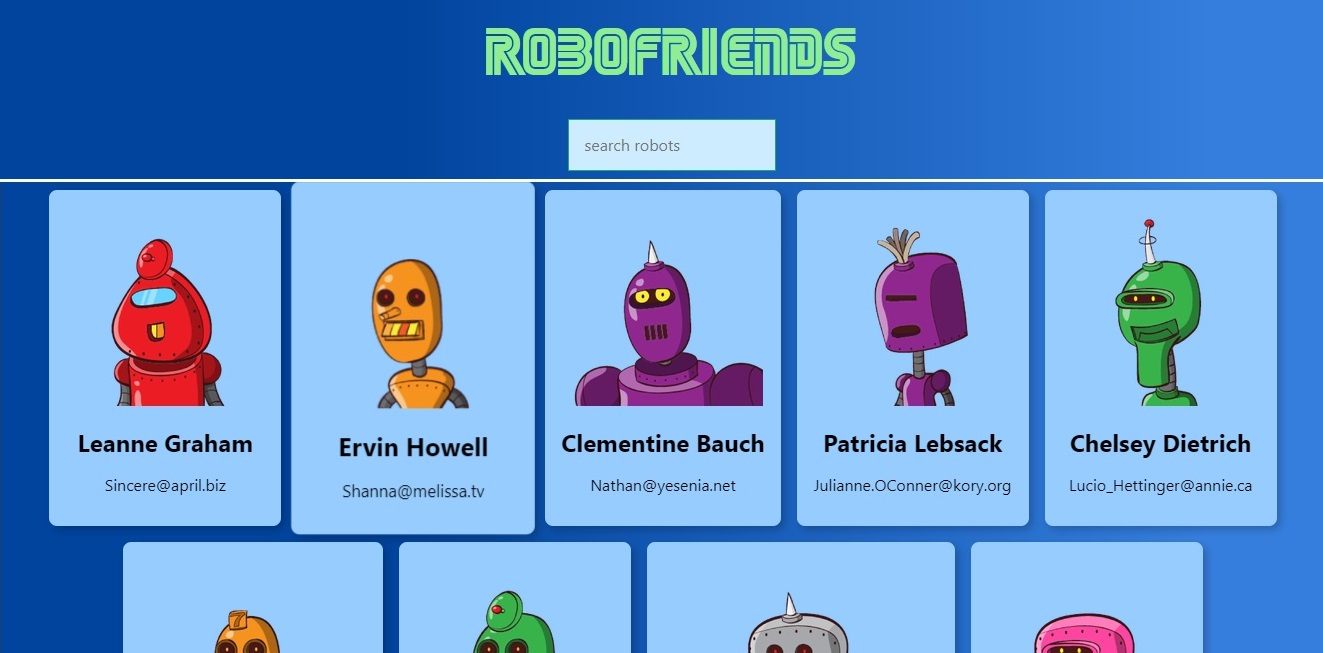 ROBOFRIENDS
search robots
Leanne Graham
Ervin Howell
Clementine Bauch
Patricia Lebsack
Chelsey Dietrich
Sincere@april.biz
Shanna@melissa.tv
Nathan@yesenia.net
Julianne.OConner@kory.org
Lucio_Hettinger@annie.ca
7